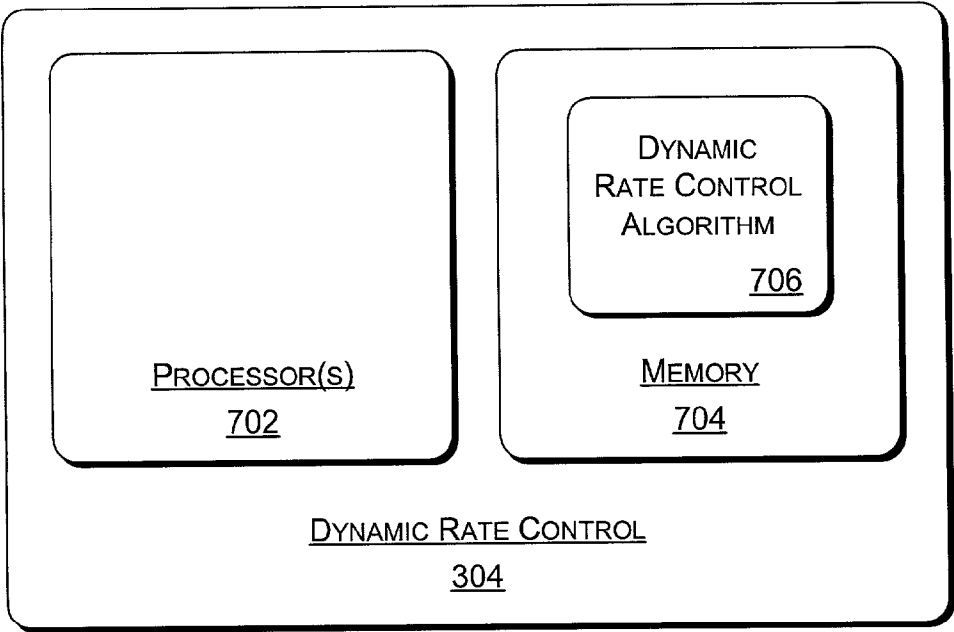 DYNAMIC
RATE CONTROL
ALGORITHM
706
PROCESSOR(S)
702
MEMORY
704
DYNAMIC RATE CONTROL
304